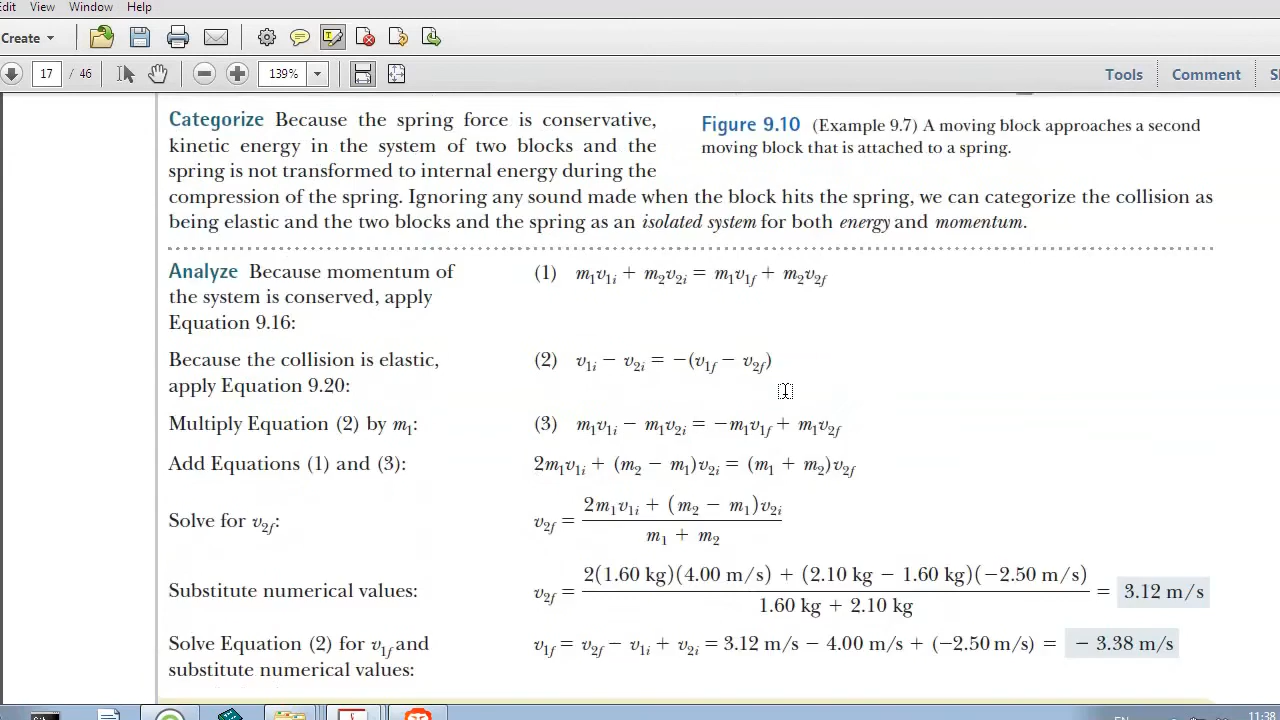 Edit View Window Help
Create
17 / 46 139% Tools Comment
Categorize Because the spring force is conservative,
kinetic energy in the system of two blocks and the
spring is not transformed to internal energy during the
compression of the spring. Ignoring any sound made when the block hits the spring, we can categorize the collision as
being elastic and the two blocks and the spring as an isolated system for both energy and momentum.
Figure 9.10 (Example 9.7) A moving block approaches a second
moving block that is attached to a spring.
Analyze Because momentum of
the system is conserved, apply
Equation 9.16:
(1) m₁v₁ᵢ + m₂v₂ᵢ = m₁v₁f + m₂v₂f
Because the collision is elastic,
apply Equation 9.20:
(2) v₁ᵢ − v₂ᵢ = −(v₁f − v₂f)
Multiply Equation (2) by m₁:
(3) m₁v₁ᵢ − m₁v₂ᵢ = −m₁v₁f + m₁v₂f
Add Equations (1) and (3):
2m₁v₁ᵢ + (m₂ − m₁)v₂ᵢ = (m₁ + m₂)v₂f
Solve for v₂f:
v₂f = 2m₁v₁ᵢ + (m₂ − m₁)v₂ᵢ
m₁ + m₂
Substitute numerical values:
v₂f = 2(1.60 kg)(4.00 m/s) + (2.10 kg − 1.60 kg)(−2.50 m/s) = 3.12 m/s
1.60 kg + 2.10 kg
Solve Equation (2) for v₁f and
substitute numerical values:
v₁f = v₂f − v₁ᵢ + v₂ᵢ = 3.12 m/s − 4.00 m/s + (−2.50 m/s) = − 3.38 m/s
11:38